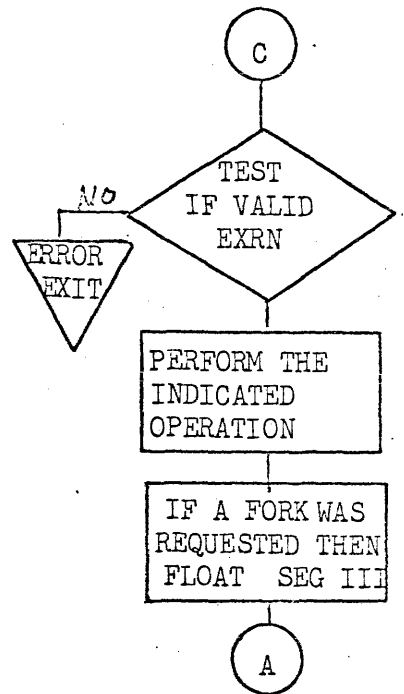 C
TEST
IF VALID
EXRN
NO
ERROR
EXIT
PERFORM THE
INDICATED
OPERATION
IF A FORK WAS
REQUESTED THEN
FLOAT SEG III
A